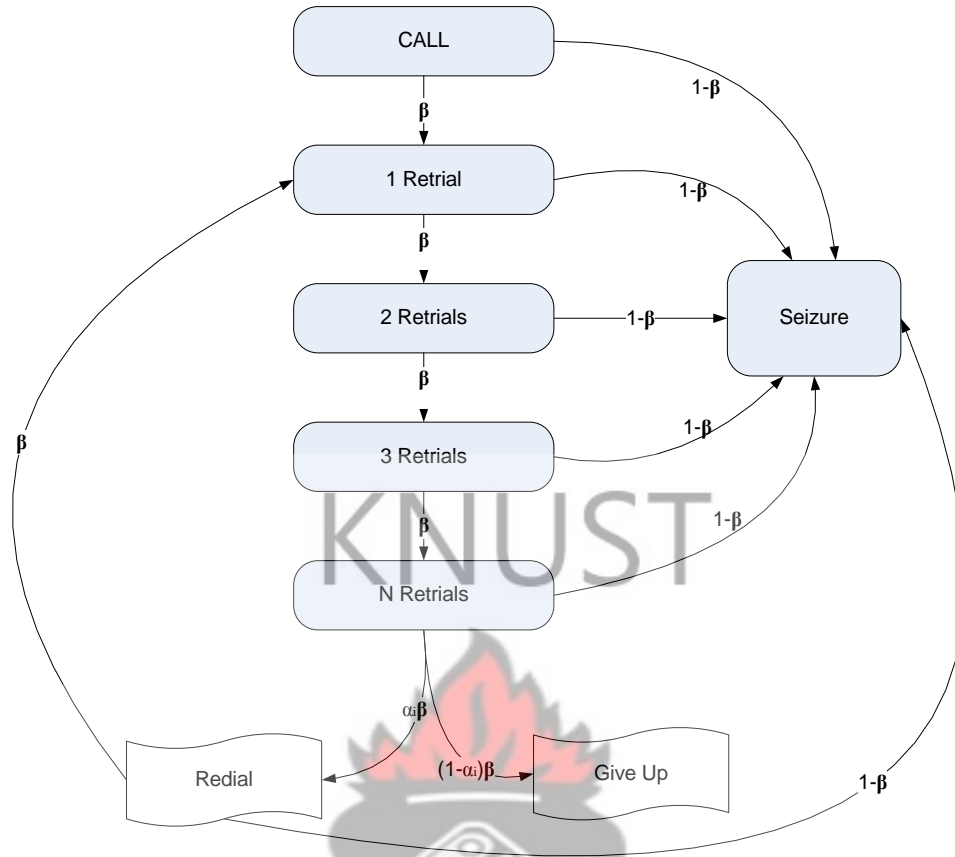 CALL
1-β
β
1 Retrial
1-β
β
2 Retrials
1-β
Seizure
β
β
3 Retrials
1-β
KNUST
β
1-β
N Retrials
αᵢβ
(1-αᵢ)β
Redial
Give Up
1-β